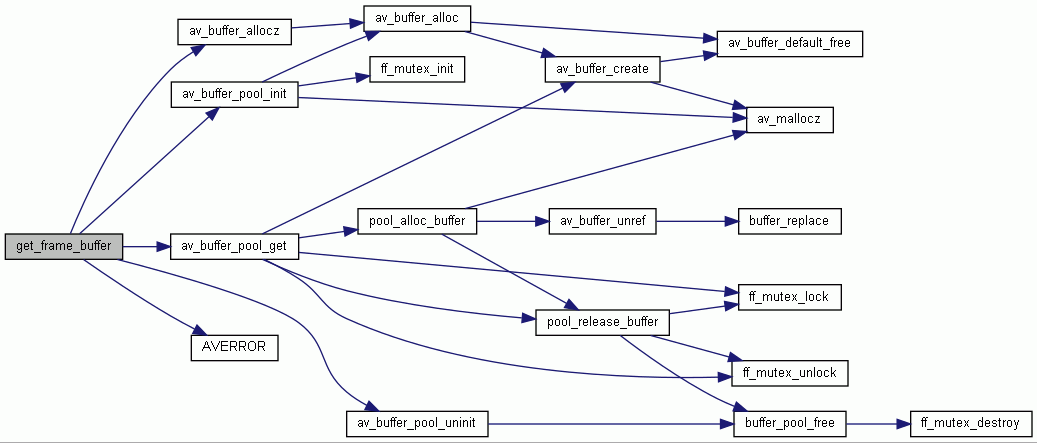 av_buffer_alloc
av_buffer_allocz
av_buffer_default_free
ff_mutex_init
av_buffer_create
av_buffer_pool_init
av_mallocz
pool_alloc_buffer
av_buffer_unref
buffer_replace
get_frame_buffer
av_buffer_pool_get
ff_mutex_lock
pool_release_buffer
AVERROR
ff_mutex_unlock
av_buffer_pool_uninit
buffer_pool_free
ff_mutex_destroy